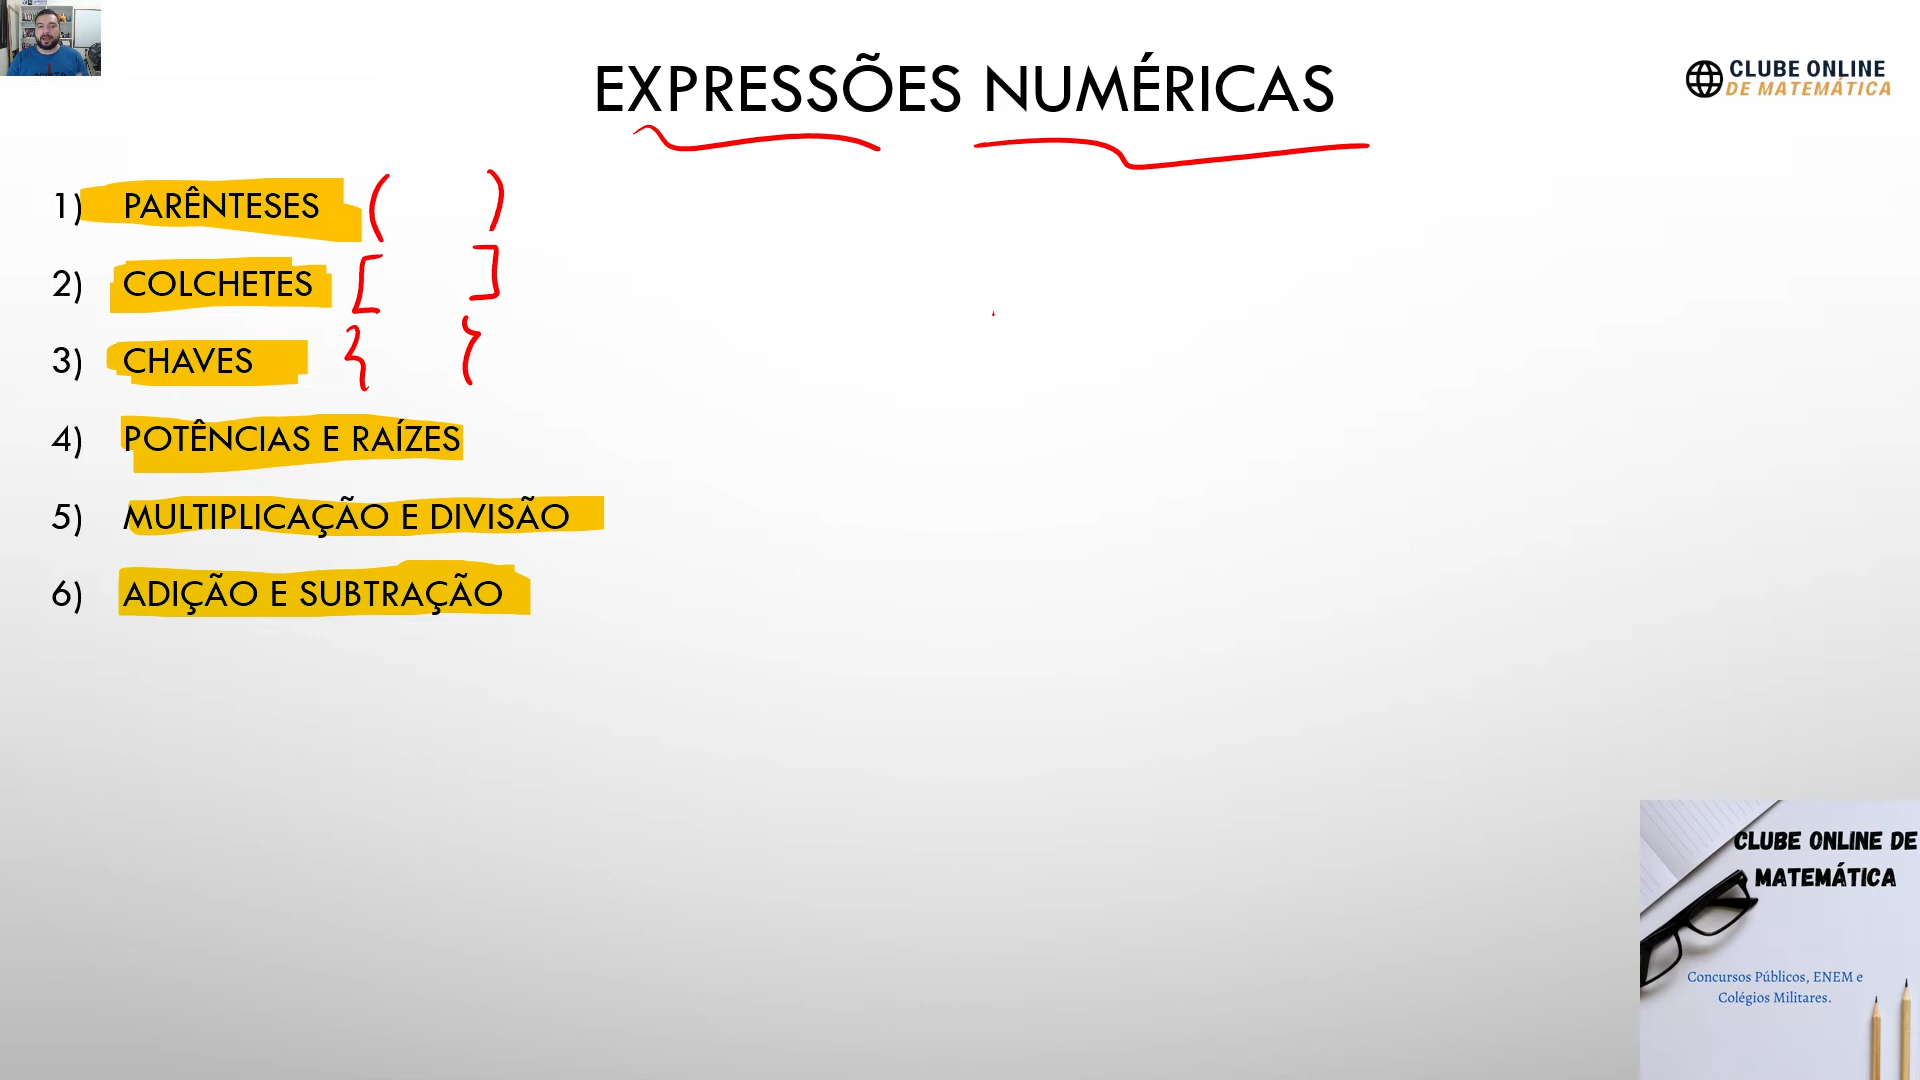 EXPRESSÕES NUMÉRICAS
CLUBE ONLINE
DE MATEMÁTICA
1) PARÊNTESES ( )
2) COLCHETES [ ]
3) CHAVES { }
4) POTÊNCIAS E RAÍZES
5) MULTIPLICAÇÃO E DIVISÃO
6) ADIÇÃO E SUBTRAÇÃO
CLUBE ONLINE DE
MATEMÁTICA
Concursos Públicos, ENEM e
Colégios Militares.